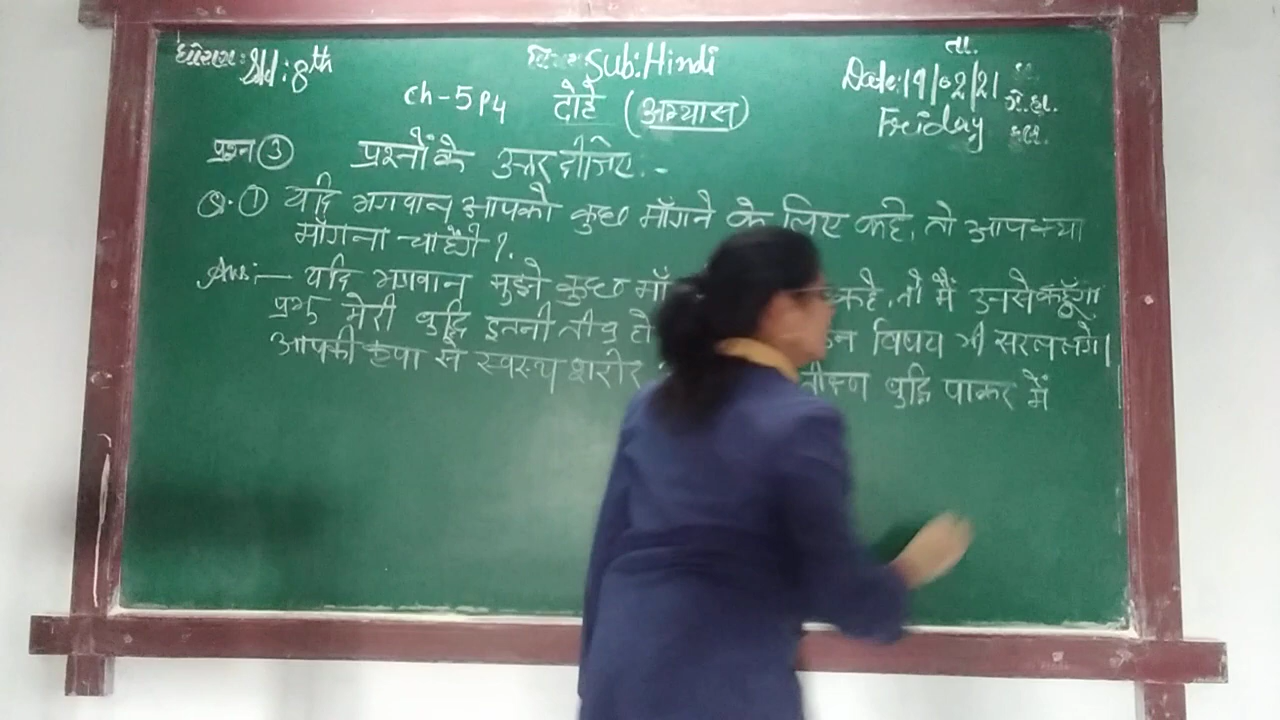 धोरण: Std: 8th
Sub: Hindi
ता.
Date: 19/02/21
Friday
ch-5 P4 दोहे (अभ्यास)
प्रश्न ③ प्रश्नों के उत्तर दीजिए.-
Q.① यदि भगवान आपको कुछ माँगने के लिए कहे, तो आप क्या
माँगना चाहेंगे?
Ans:— यदि भगवान मुझे कुछ कहे, तो मैं उनसे कहूँगा
प्रभु मेरी बुद्धि इतनी तीव्र हो विषय भी सरल लगे।
आपकी कृपा से स्वस्थ शरीर तीक्ष्ण बुद्धि पाकर में